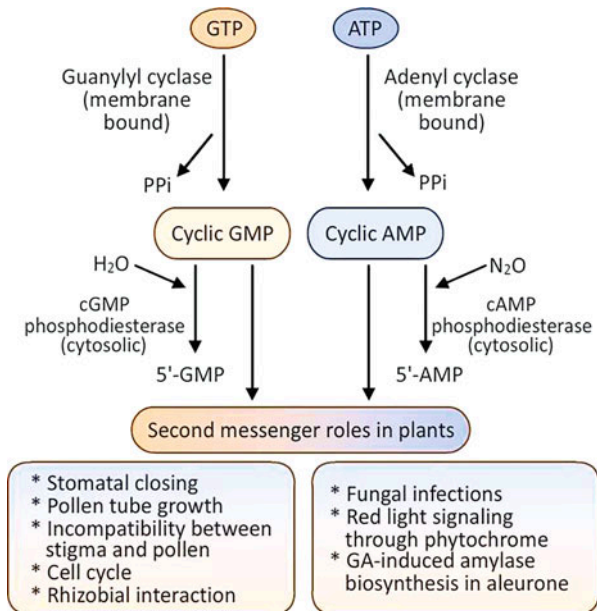 GTP
ATP
Guanylyl cyclase
(membrane
bound)
Adenyl cyclase
(membrane
bound)
PPi
PPi
Cyclic GMP
Cyclic AMP
H₂O
N₂O
cGMP
phosphodiesterase
(cytosolic)
cAMP
phosphodiesterase
(cytosolic)
5'-GMP
5'-AMP
Second messenger roles in plants
* Stomatal closing
* Pollen tube growth
* Incompatibility between
stigma and pollen
* Cell cycle
* Rhizobial interaction
* Fungal infections
* Red light signaling
through phytochrome
* GA-induced amylase
biosynthesis in aleurone